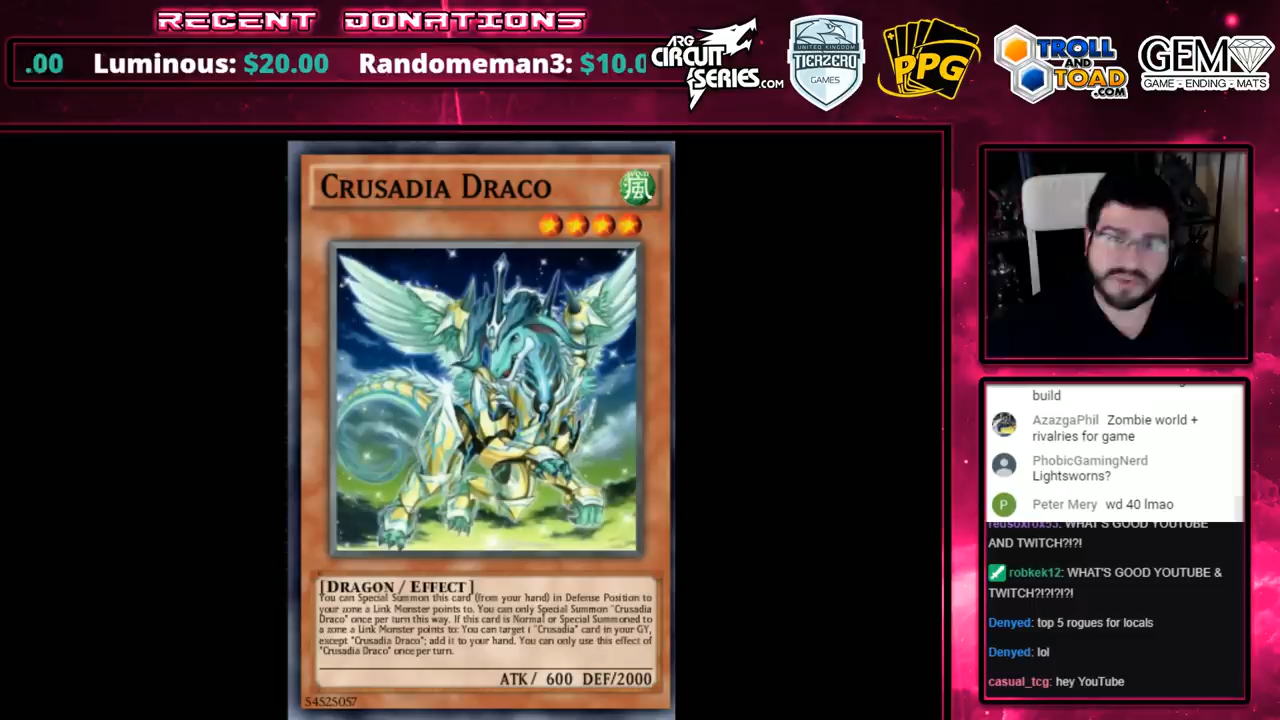 RECENT DONATIONS
.00 Luminous: $20.00 Randomeman3: $10.0
ARG
CIRCUIT
SERIES.COM
UNITED KINGDOM
TIERZERO
GAMES
PPG
TROLL
AND
TOAD
.COM
GEM
GAME - ENDING - MATS
CRUSADIA DRACO
WIND
風
[DRAGON / EFFECT]
You can Special Summon this card (from your hand) in Defense Position to
your zone a Link Monster points to. You can only Special Summon "Crusadia
Draco" once per turn this way. If this card is Normal or Special Summoned to
a zone a Link Monster points to: You can target 1 "Crusadia" card in your GY,
except "Crusadia Draco"; add it to your hand. You can only use this effect of
"Crusadia Draco" once per turn.
ATK/ 600 DEF/2000
54525057
build
AzazgaPhil Zombie world +
rivalries for game
PhobicGamingNerd
Lightsworns?
P Peter Mery wd 40 lmao
redsoxfox53: WHAT'S GOOD YOUTUBE
AND TWITCH?!?!
robkek12: WHAT'S GOOD YOUTUBE &
TWITCH?!?!?!?!
Denyed: top 5 rogues for locals
Denyed: lol
casual_tcg: hey YouTube